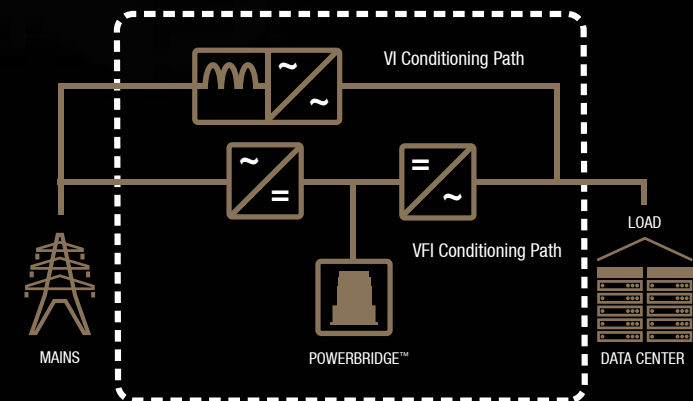 VI Conditioning Path
~
~
~
=
=
~
LOAD
VFI Conditioning Path
MAINS
POWERBRIDGE™
DATA CENTER